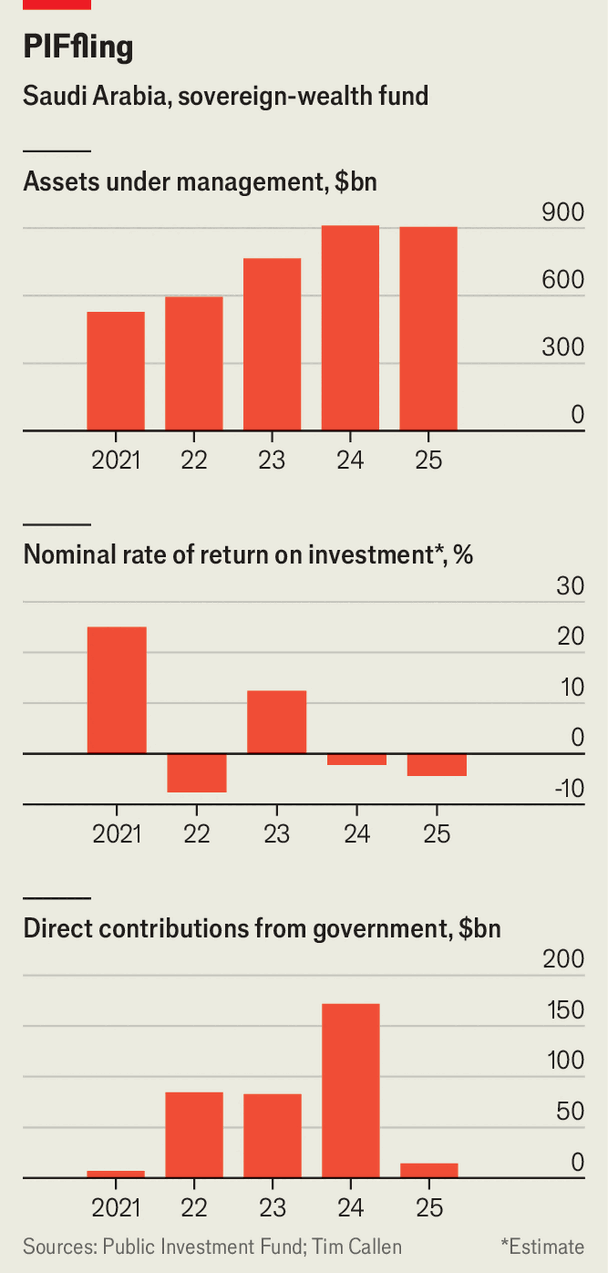 PIFfling
Saudi Arabia, sovereign-wealth fund
Assets under management, $bn
900
600
300
0
2021 22 23 24 25
Nominal rate of return on investment*, %
30
20
10
0
-10
2021 22 23 24 25
Direct contributions from government, $bn
200
150
100
50
0
2021 22 23 24 25
Sources: Public Investment Fund; Tim Callen *Estimate